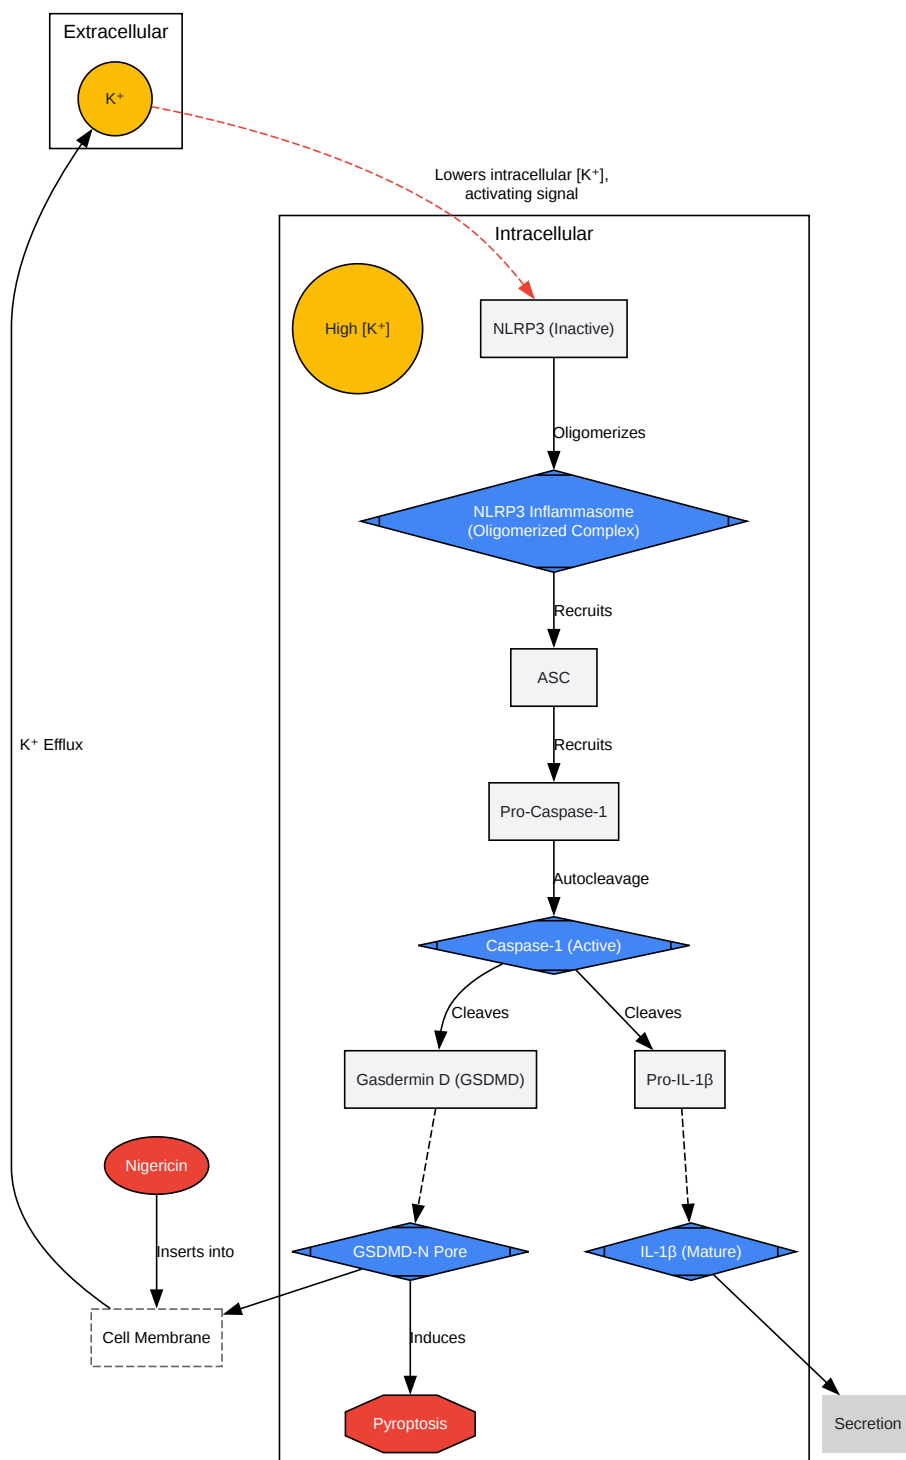 Extracellular
K⁺
Lowers intracellular [K⁺],
activating signal
Intracellular
High [K⁺]
NLRP3 (Inactive)
Oligomerizes
NLRP3 Inflammasome
(Oligomerized Complex)
Recruits
ASC
K⁺ Efflux
Recruits
Pro-Caspase-1
Autocleavage
Caspase-1 (Active)
Cleaves
Cleaves
Gasdermin D (GSDMD)
Pro-IL-1β
Nigericin
Inserts into
GSDMD-N Pore
IL-1β (Mature)
Cell Membrane
Induces
Pyroptosis
Secretion